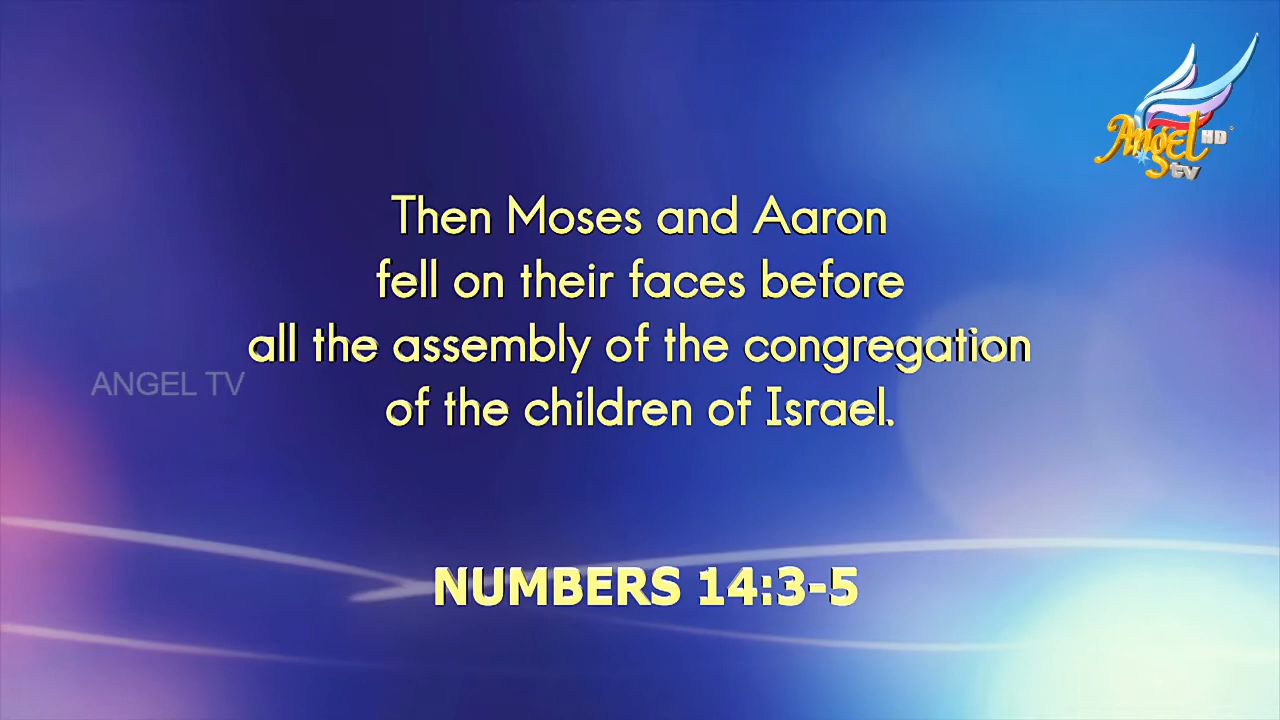 Angel HD
tv
Then Moses and Aaron
fell on their faces before
all the assembly of the congregation
ANGEL TV
of the children of Israel.
NUMBERS 14:3-5